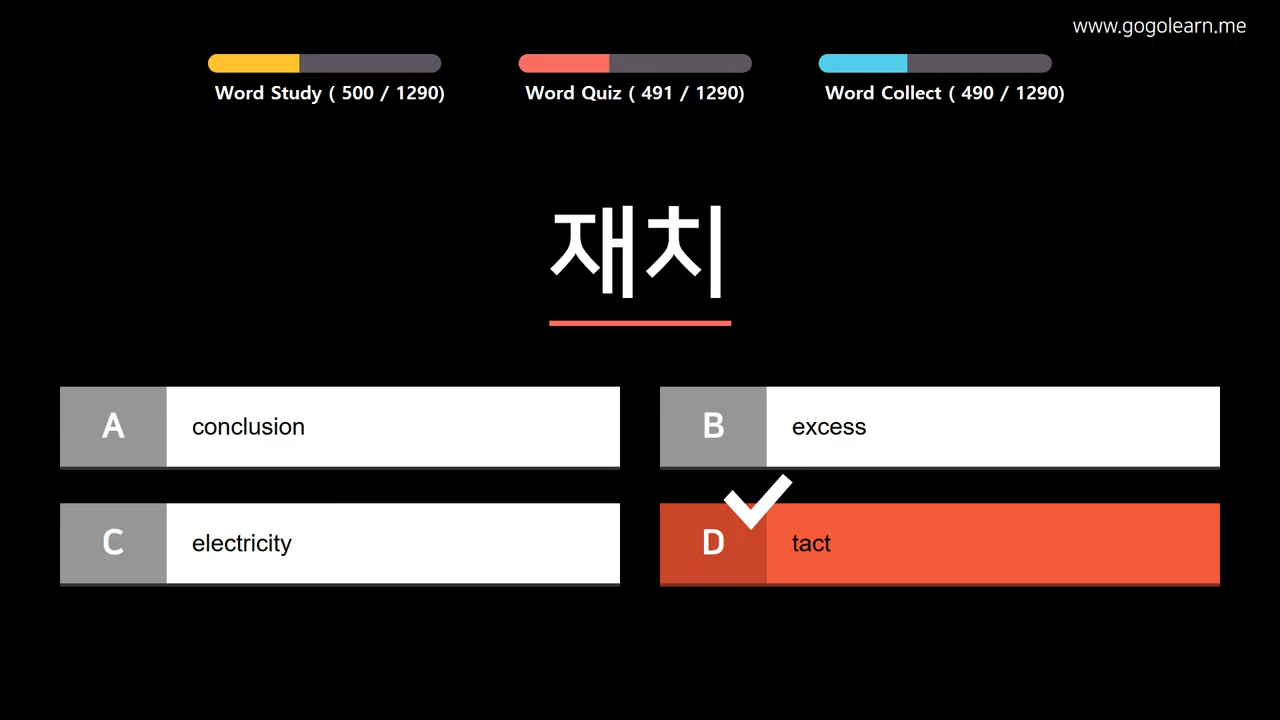 www.gogolearn.me
Word Study ( 500 / 1290)
Word Quiz ( 491 / 1290)
Word Collect ( 490 / 1290)
재치
A conclusion
B excess
C electricity
D tact